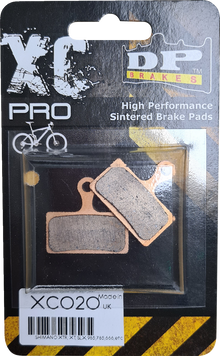 XC
PRO
DP
BRAKES
High Performance
Sintered Brake Pads
XC020
Made in
UK